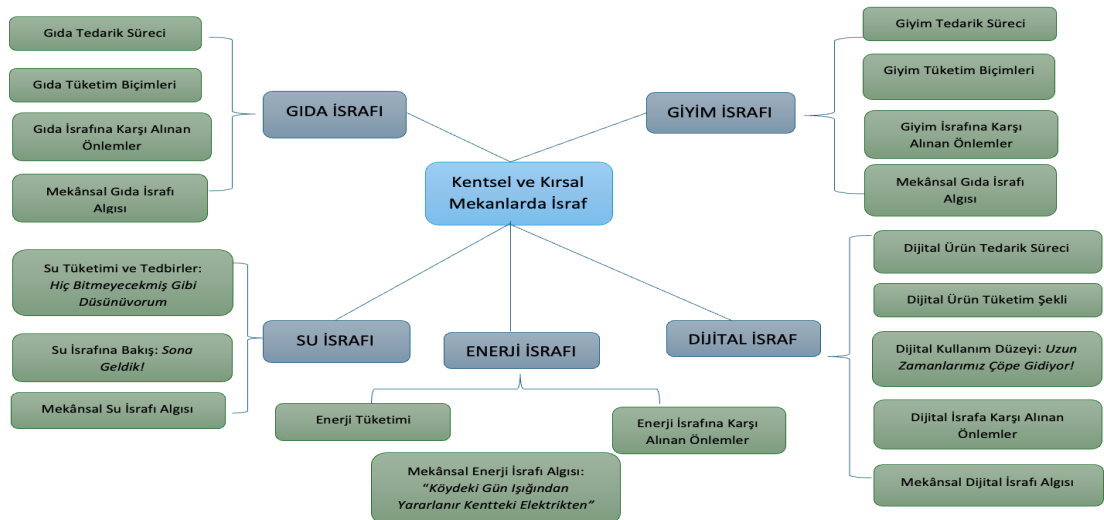 Gıda Tedarik Süreci
Gıda Tüketim Biçimleri
Gıda İsrafına Karşı Alınan
Önlemler
Mekânsal Gıda İsrafı
Algısı
GIDA İSRAFI
Giyim Tedarik Süreci
Giyim Tüketim Biçimleri
Giyim İsrafına Karşı
Alınan Önlemler
Mekânsal Gıda İsrafı
Algısı
GİYİM İSRAFI
Kentsel ve Kırsal
Mekanlarda İsraf
Su Tüketimi ve Tedbirler:
Hiç Bitmeyecekmiş Gibi
Düsünüvorum
Su İsrafına Bakış: Sona
Geldik!
Mekânsal Su İsrafı Algısı
SU İSRAFI
ENERJİ İSRAFI
Enerji Tüketimi
Enerji İsrafına Karşı
Alınan Önlemler
Mekânsal Enerji İsrafı Algısı:
“Köydeki Gün Işığından
Yararlanır Kentteki Elektrikten”
DİJİTAL İSRAF
Dijital Ürün Tedarik Süreci
Dijital Ürün Tüketim Şekli
Dijital Kullanım Düzeyi: Uzun
Zamanlarımız Çöpe Gidiyor!
Dijital İsrafa Karşı Alınan
Önlemler
Mekânsal Dijital İsrafı Algısı